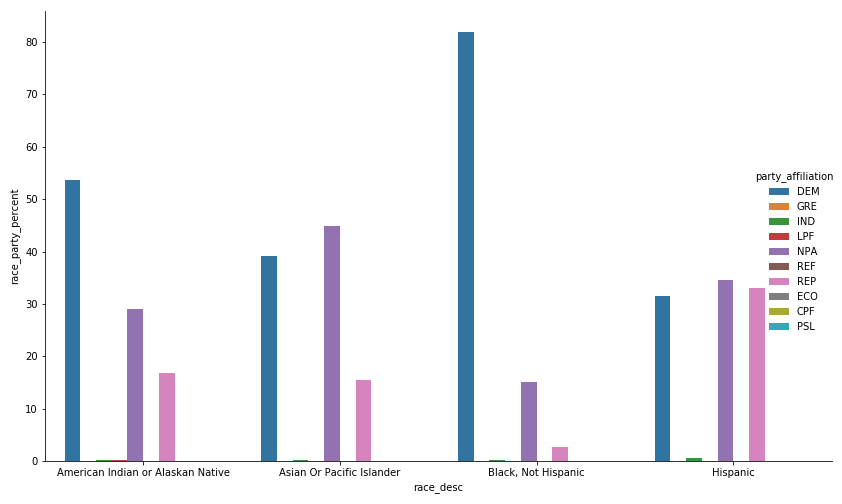 80
70
60
50
40
30
20
10
0
race_party_percent
American Indian or Alaskan Native
Asian Or Pacific Islander
Black, Not Hispanic
Hispanic
race_desc
party_affiliation
DEM
GRE
IND
LPF
NPA
REF
REP
ECO
CPF
PSL